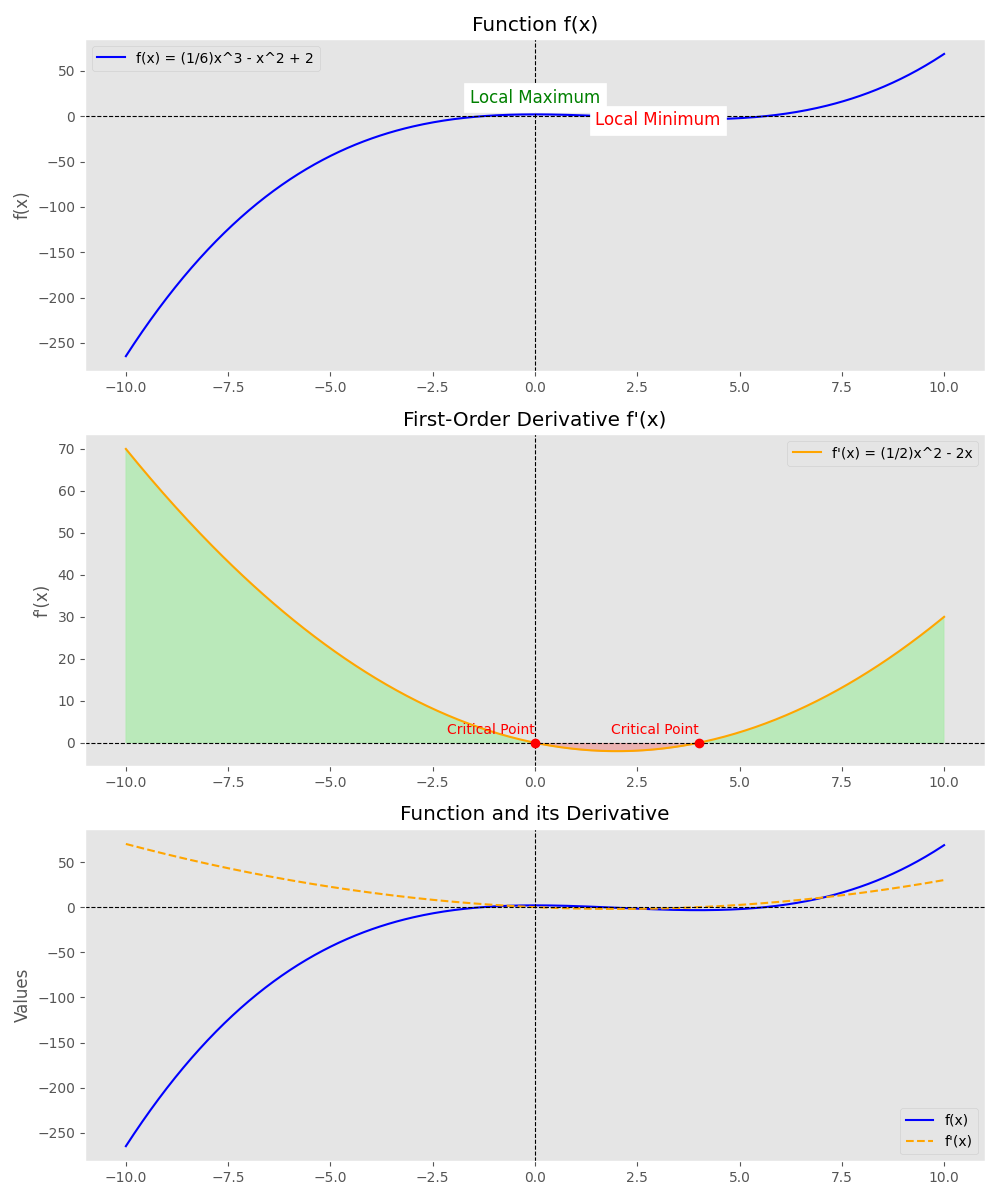 Function f(x)
f(x) = (1/6)x^3 - x^2 + 2
Local Maximum
Local Minimum
f(x)
50
0
−50
−100
−150
−200
−250
−10.0 −7.5 −5.0 −2.5 0.0 2.5 5.0 7.5 10.0
First-Order Derivative f'(x)
f'(x) = (1/2)x^2 - 2x
f'(x)
70
60
50
40
30
20
10
0
Critical Point Critical Point
−10.0 −7.5 −5.0 −2.5 0.0 2.5 5.0 7.5 10.0
Function and its Derivative
Values
50
0
−50
−100
−150
−200
−250
f(x)
f'(x)
−10.0 −7.5 −5.0 −2.5 0.0 2.5 5.0 7.5 10.0